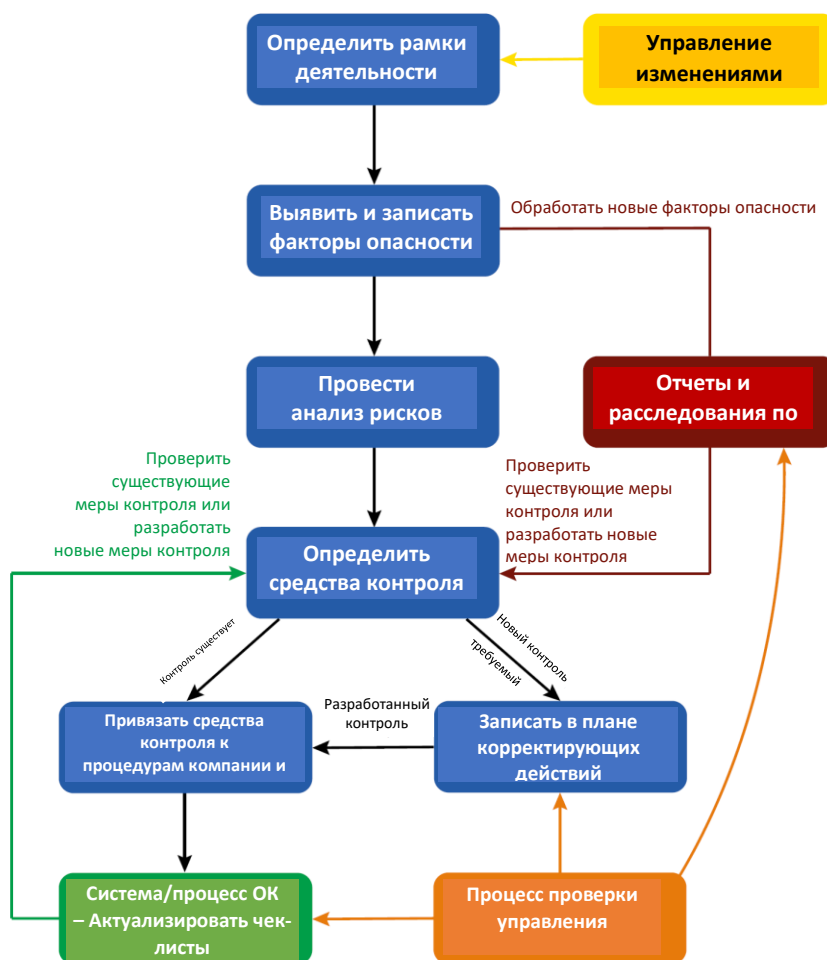 Определить рамки
деятельности
Управление
изменениями
Выявить и записать
факторы опасности
Обработать новые факторы опасности
Провести
анализ рисков
Отчеты и
расследования по
Проверить
существующие
меры контроля или
разработать
новые меры контроля
Проверить
существующие меры
контроля или
разработать новые
меры контроля
Определить
средства контроля
Контроль существует
Новый контроль
требуемый
Привязать средства
контроля к
процедурам компании и
Разработанный
контроль
Записать в плане
корректирующих
действий
Система/процесс ОК
– Актуализировать чек-
листы
Процесс проверки
управления